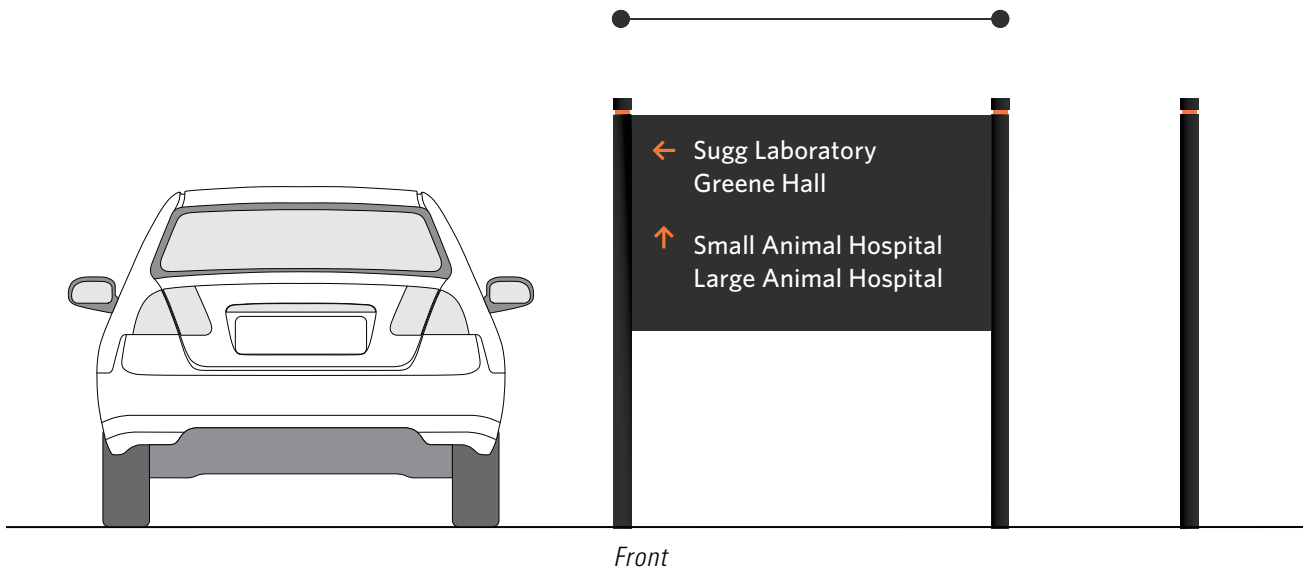 Sugg Laboratory
Greene Hall
Small Animal Hospital
Large Animal Hospital
Front